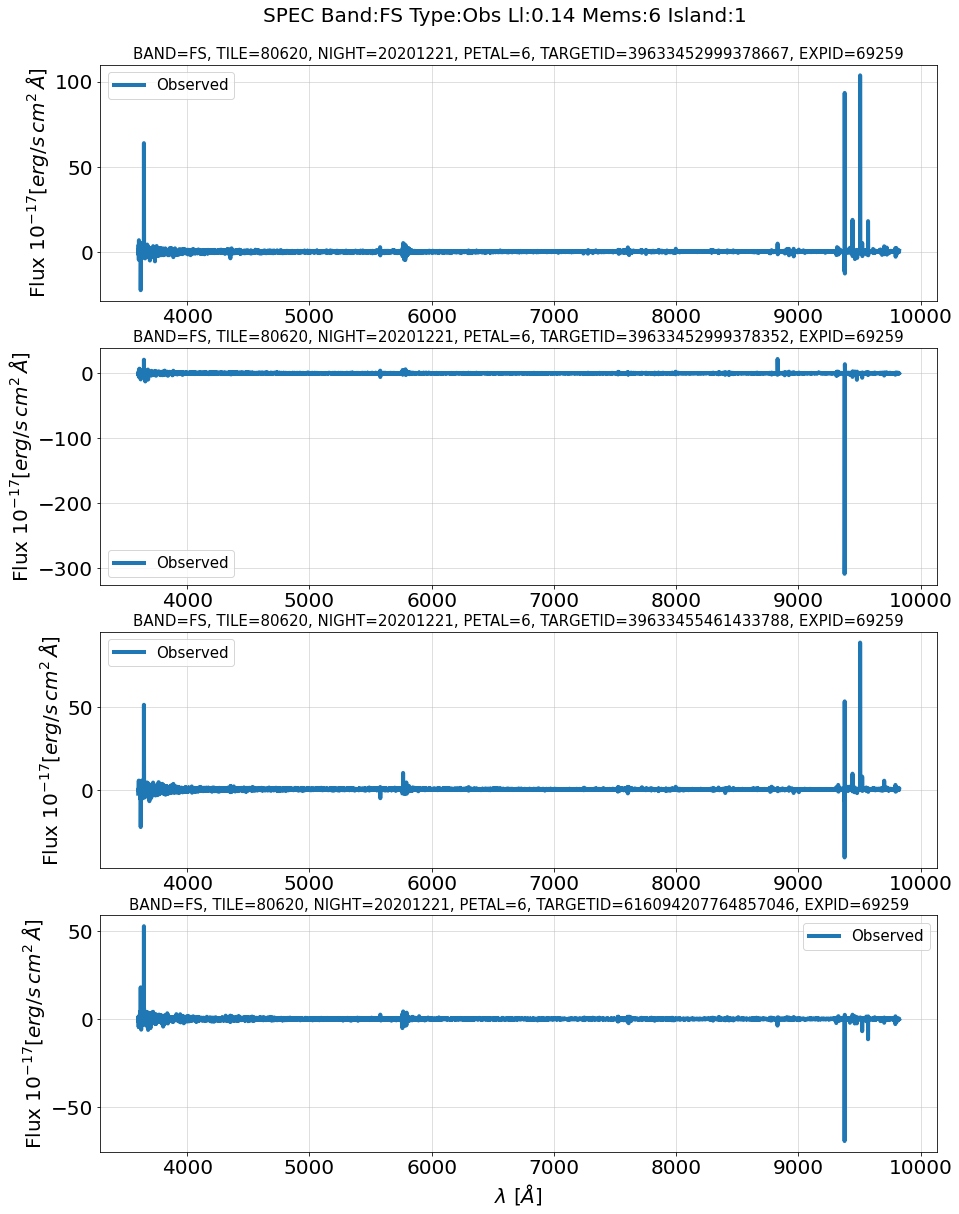 SPEC Band:FS Type:Obs Ll:0.14 Mems:6 Island:1
BAND=FS, TILE=80620, NIGHT=20201221, PETAL=6, TARGETID=39633452999378667, EXPID=69259
Flux 10^{-17}[erg/s cm^2 Å]
100
50
0
Observed
4000 5000 6000 7000 8000 9000 10000
BAND=FS, TILE=80620, NIGHT=20201221, PETAL=6, TARGETID=39633452999378352, EXPID=69259
Flux 10^{-17}[erg/s cm^2 Å]
0
−100
−200
−300
Observed
4000 5000 6000 7000 8000 9000 10000
BAND=FS, TILE=80620, NIGHT=20201221, PETAL=6, TARGETID=39633455461433788, EXPID=69259
Flux 10^{-17}[erg/s cm^2 Å]
50
0
Observed
4000 5000 6000 7000 8000 9000 10000
BAND=FS, TILE=80620, NIGHT=20201221, PETAL=6, TARGETID=616094207764857046, EXPID=69259
Flux 10^{-17}[erg/s cm^2 Å]
50
0
−50
Observed
4000 5000 6000 7000 8000 9000 10000
λ [Å]